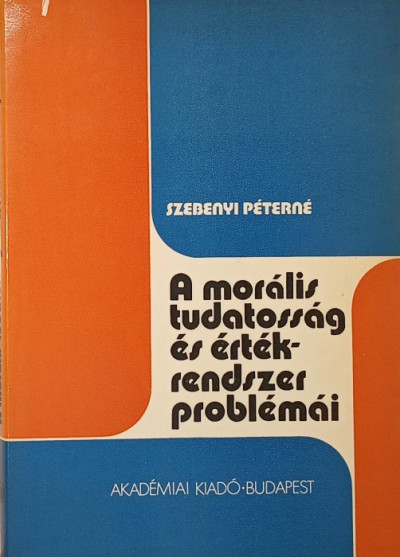 SZEBENYI PÉTERNÉ
A morális
tudatosság
és érték-
rendszer
problémái
AKADÉMIAI KIADÓ·BUDAPEST